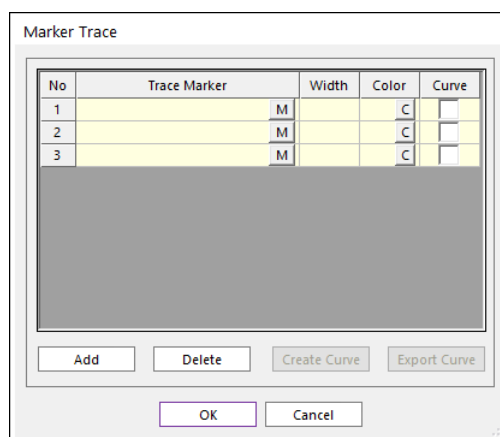 Marker Trace
No Trace Marker Width Color Curve
1 M C
2 M C
3 M C
Add Delete Create Curve Export Curve
OK Cancel